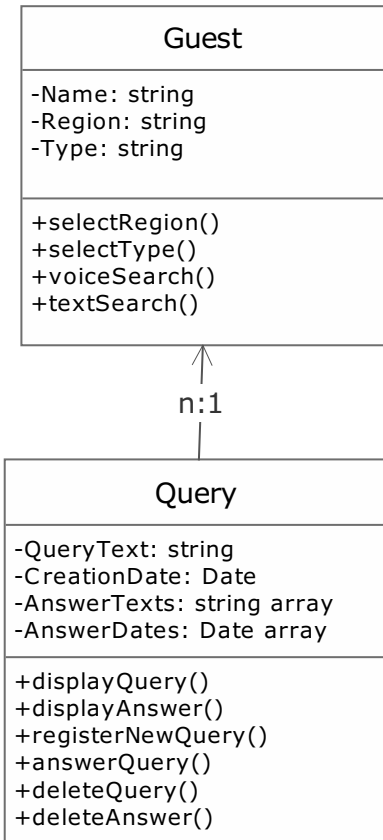 Guest
-Name: string
-Region: string
-Type: string
+selectRegion()
+selectType()
+voiceSearch()
+textSearch()
n:1
Query
-QueryText: string
-CreationDate: Date
-AnswerTexts: string array
-AnswerDates: Date array
+displayQuery()
+displayAnswer()
+registerNewQuery()
+answerQuery()
+deleteQuery()
+deleteAnswer()